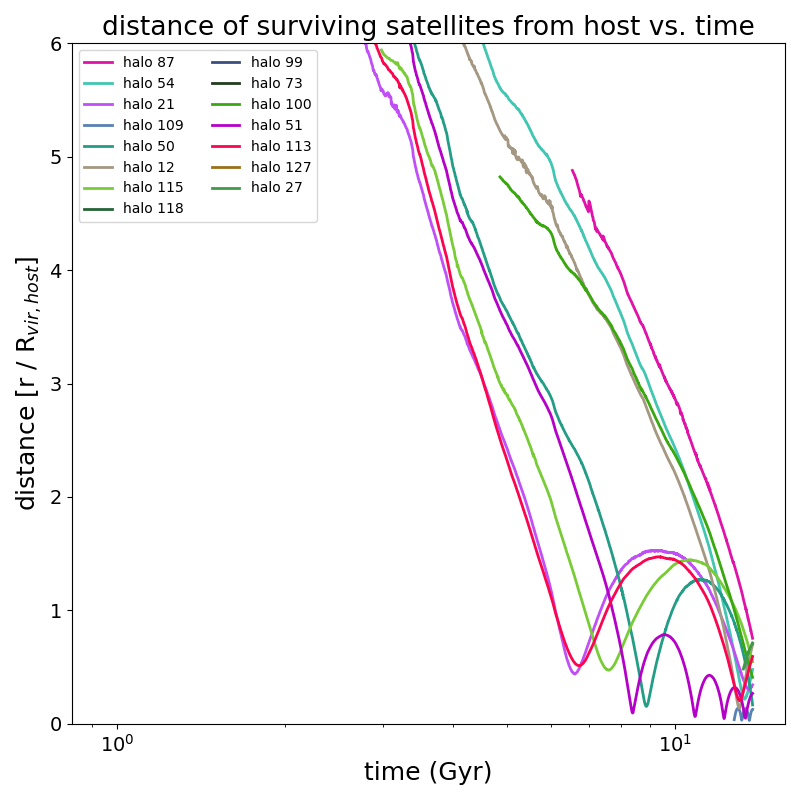 distance of surviving satellites from host vs. time
halo 87
halo 54
halo 21
halo 109
halo 50
halo 12
halo 115
halo 118
halo 99
halo 73
halo 100
halo 51
halo 113
halo 127
halo 27
6
5
4
3
2
1
0
distance [r / R_{vir,host}]
10^0
10^1
time (Gyr)